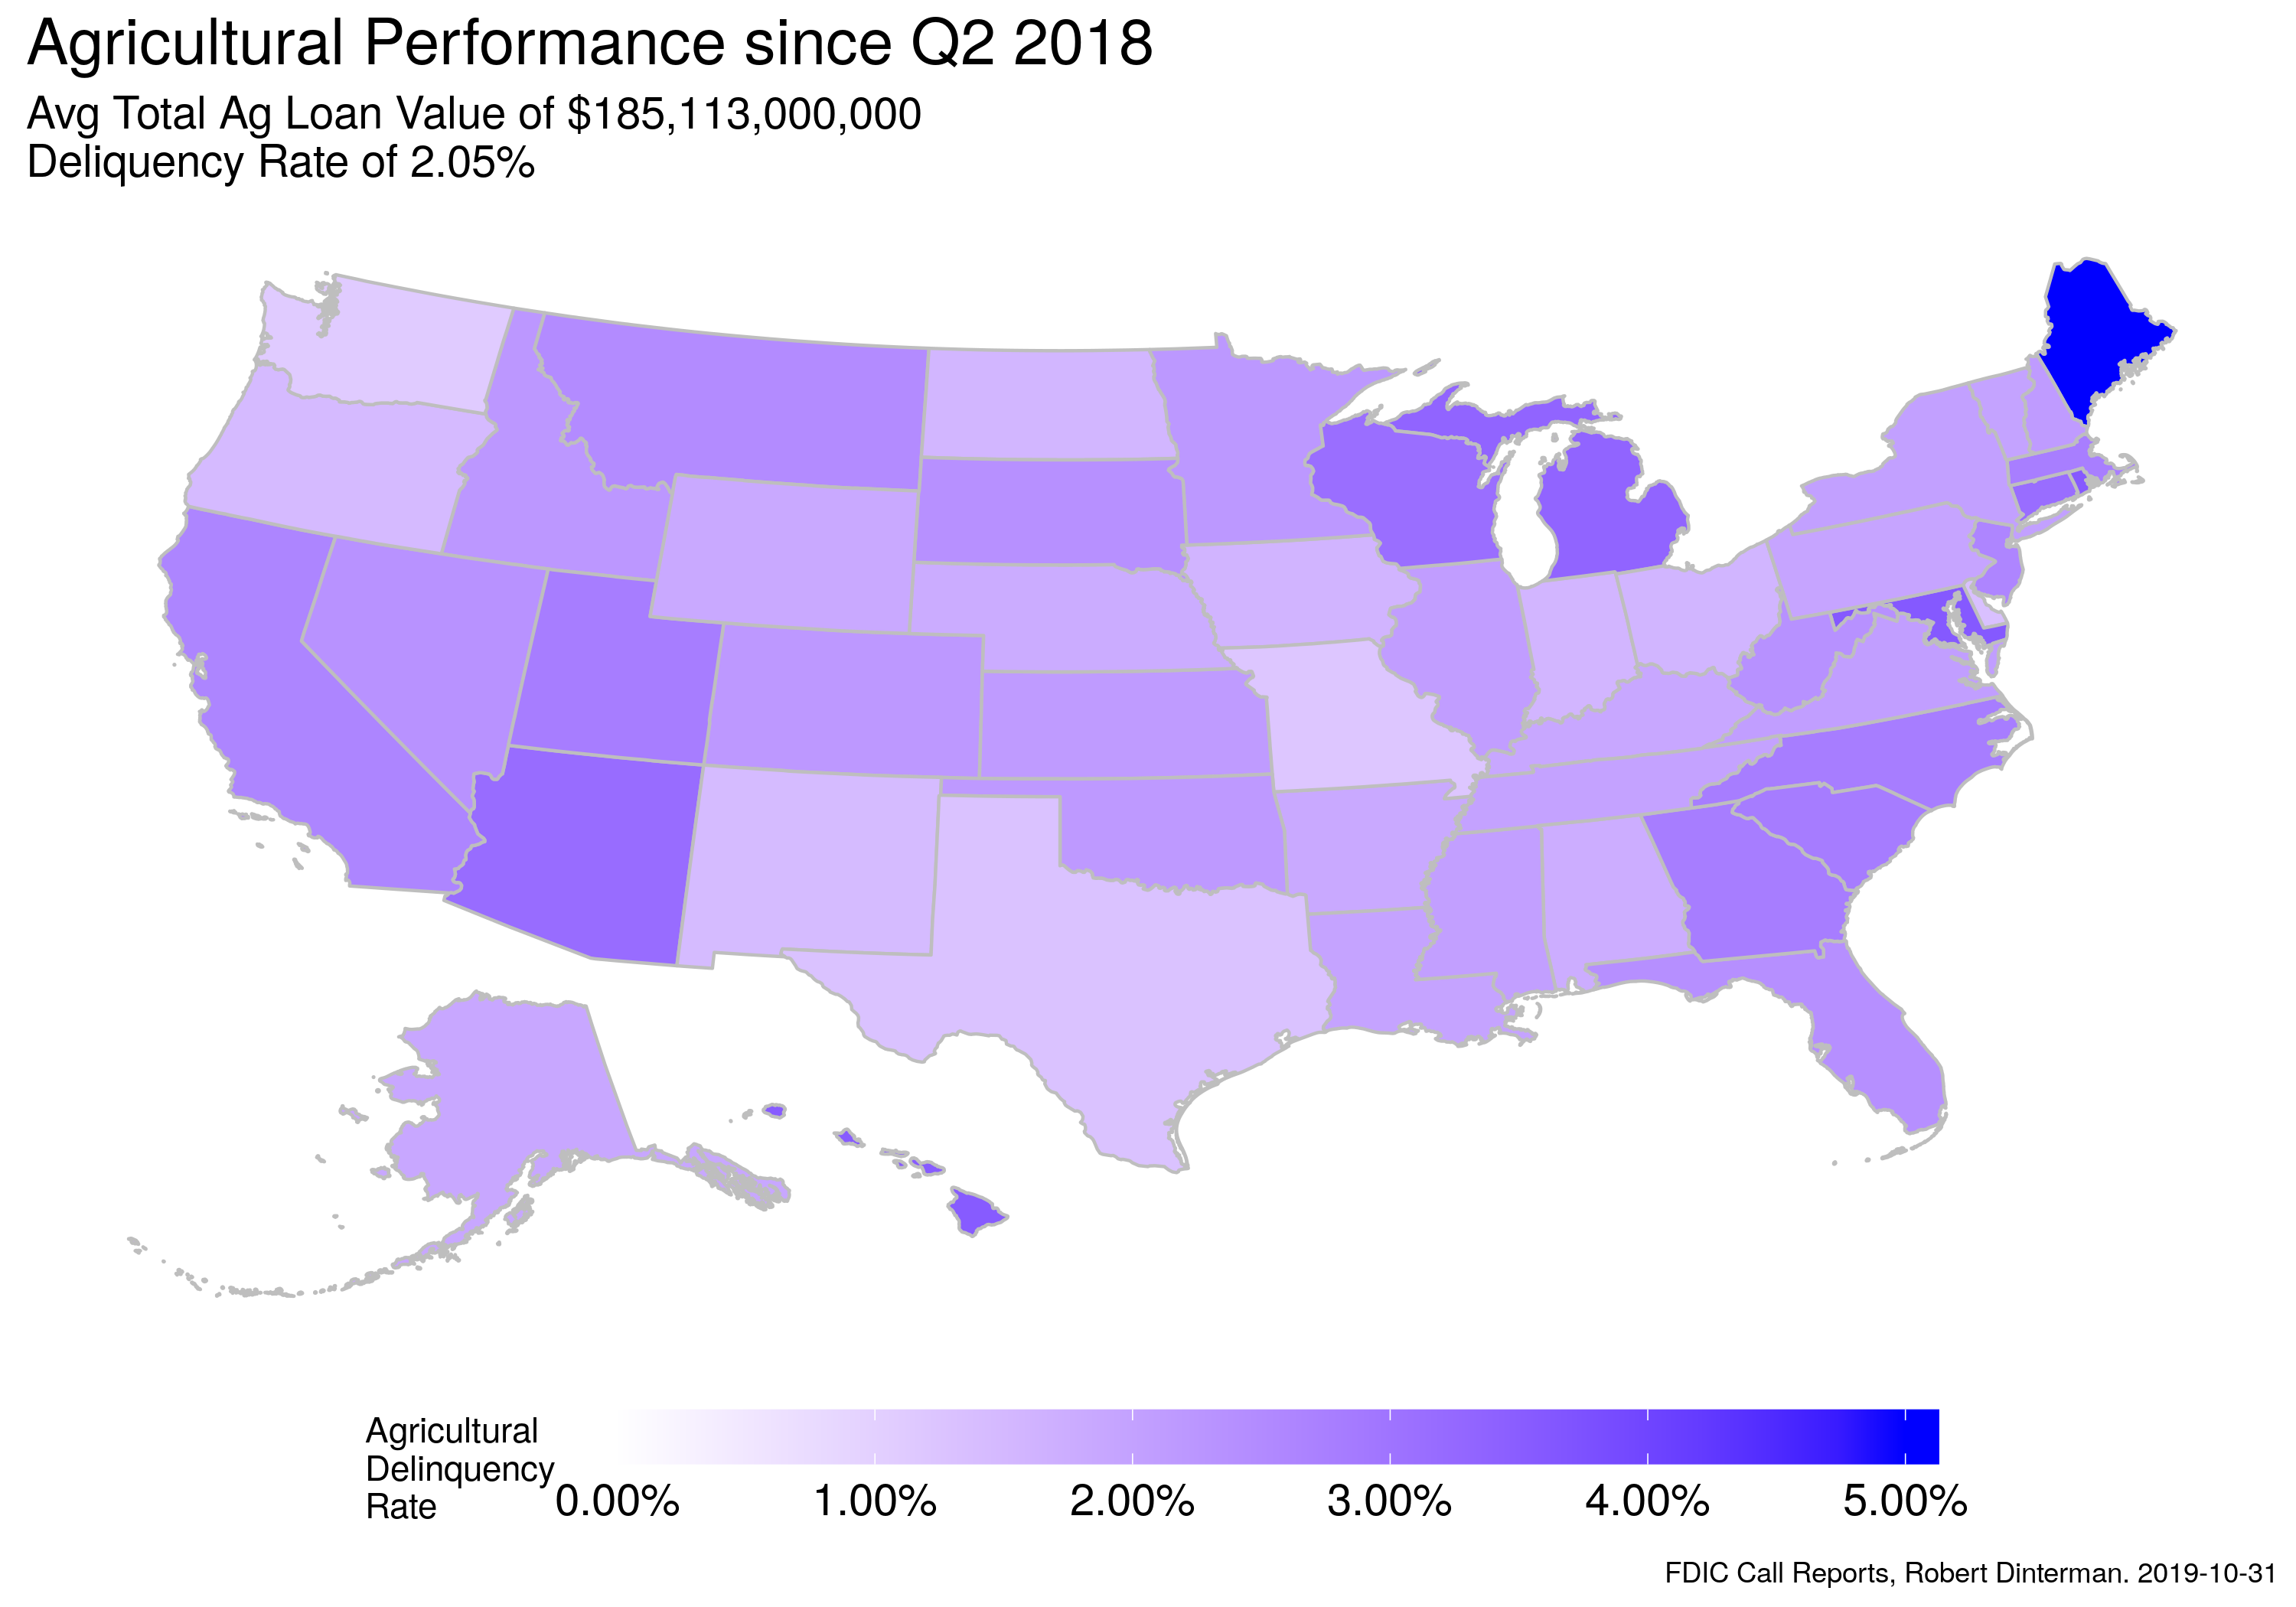 Agricultural Performance since Q2 2018
Avg Total Ag Loan Value of $185,113,000,000
Deliquency Rate of 2.05%
Agricultural
Delinquency
Rate
0.00% 1.00% 2.00% 3.00% 4.00% 5.00%
FDIC Call Reports, Robert Dinterman. 2019-10-31